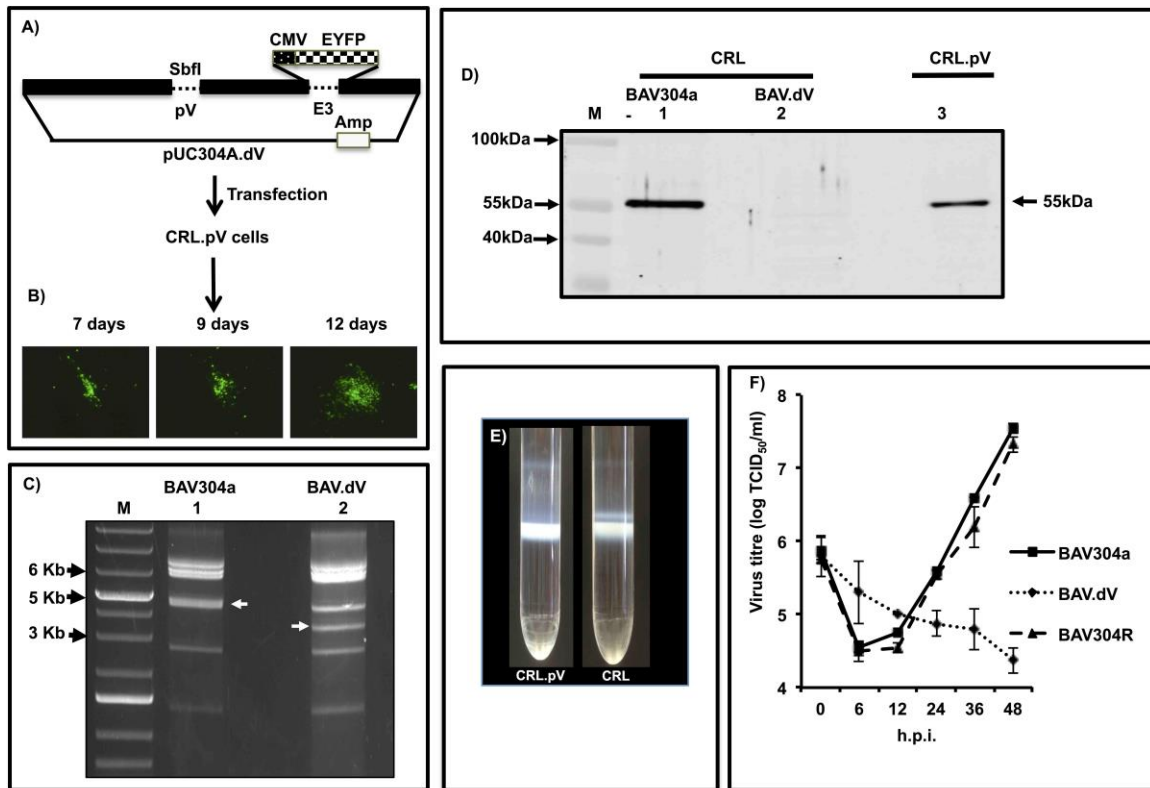 A)
CMV EYFP
SbfI
pV
E3
Amp
pUC304A.dV
Transfection
CRL.pV cells
B)
7 days 9 days 12 days
C)
BAV304a BAV.dV
M 1 2
6 Kb
5 Kb
3 Kb
D)
CRL CRL.pV
BAV304a BAV.dV
M - 1 2 3
100kDa
55kDa 55kDa
40kDa
E)
CRL.pV CRL
F)
Virus titre (log TCID50/ml)
8
7
6
5
4
0 6 12 24 36 48
h.p.i.
BAV304a
BAV.dV
BAV304R